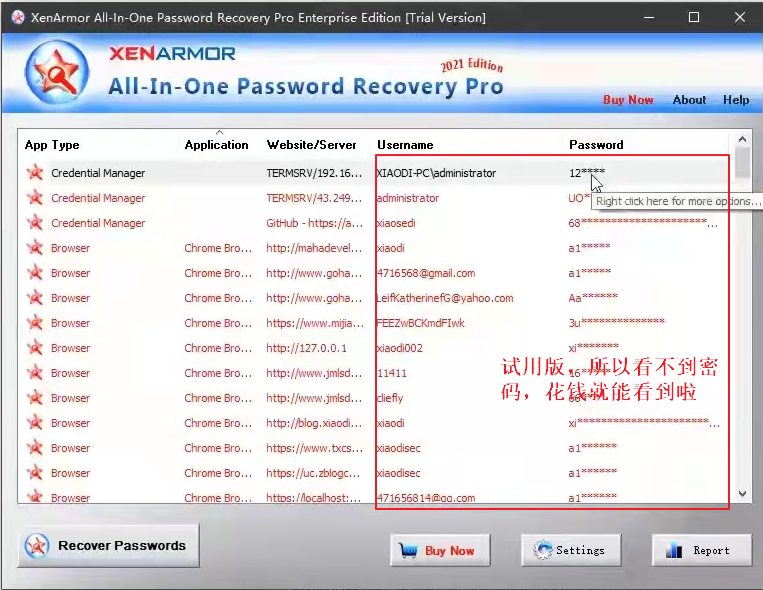 XenArmor All-In-One Password Recovery Pro Enterprise Edition [Trial Version]
XENARMOR
2021 Edition
All-In-One Password Recovery Pro
Buy Now About Help
App Type Application Website/Server Username Password
Credential Manager TERMSRV/192.16... XIAODI-PC\administrator 12****
Credential Manager TERMSRV/43.249... administrator UO*
Right click here for more options...
Credential Manager GitHub - https://a... xiaosedi 68**********************...
Browser Chrome Bro... http://mahadevel... xiaodi a1*****
Browser Chrome Bro... http://www.goha... 4716568@gmail.com a1*****
Browser Chrome Bro... http://www.goha... LeifKatherinefG@yahoo.com Aa******
Browser Chrome Bro... https://www.mijia... FEEZwBCKmdFIwk 3u**************
Browser Chrome Bro... http://127.0.0.1 xiaodi002 xi*******
Browser Chrome Bro... http://www.jmlsd... 11411 16
试用版，所以看不到密
Browser Chrome Bro... http://www.jmlsd... diefly
码，花钱就能看到啦
Browser Chrome Bro... http://blog.xiaodi... xiaodi xi**********************...
Browser Chrome Bro... https://www.txcs... xiaodisec a1******
Browser Chrome Bro... https://uc.zblogc... xiaodisec a1******
Browser Chrome Bro... https://localhost:... 471656814@qq.com a1******
Recover Passwords Buy Now Settings Report